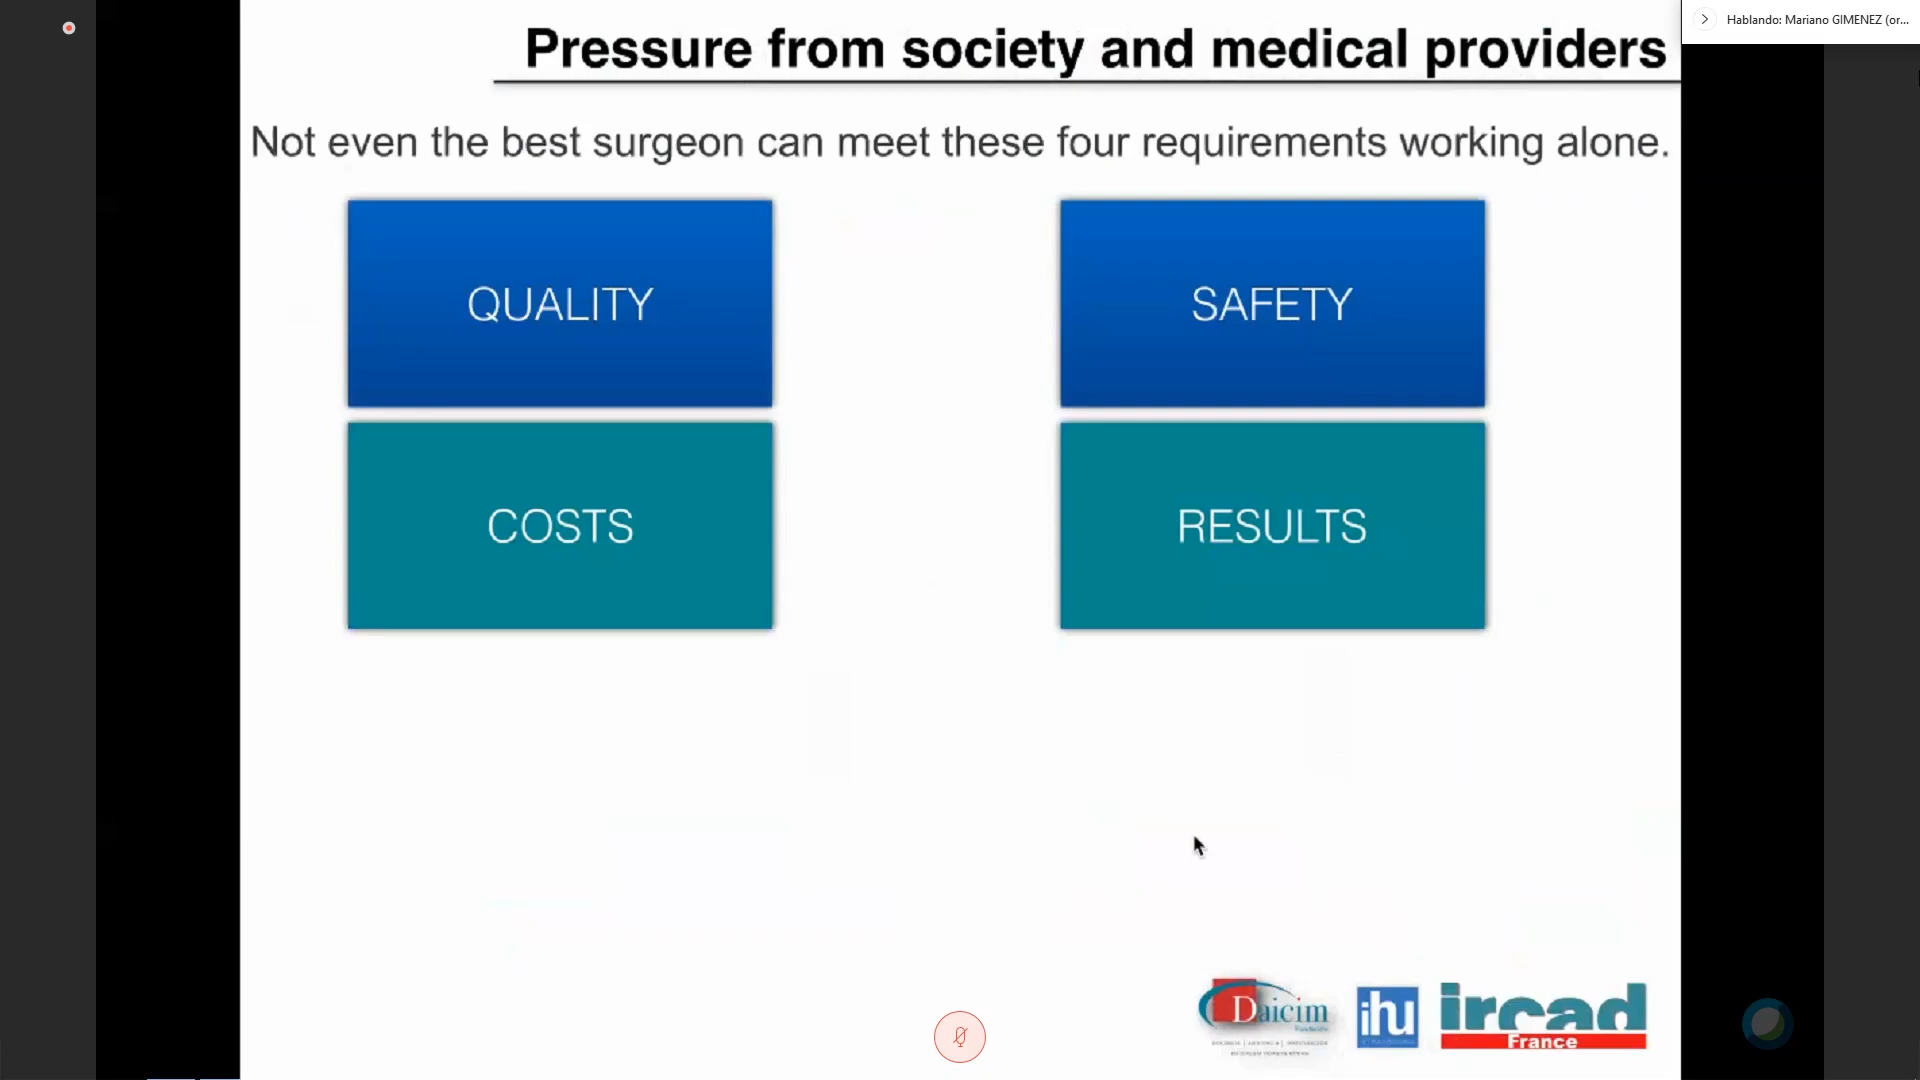 Hablando: Mariano GIMENEZ (or...
Pressure from society and medical providers
Not even the best surgeon can meet these four requirements working alone.
QUALITY
SAFETY
COSTS
RESULTS
Daicim
Fundación
ihu
ircad
France